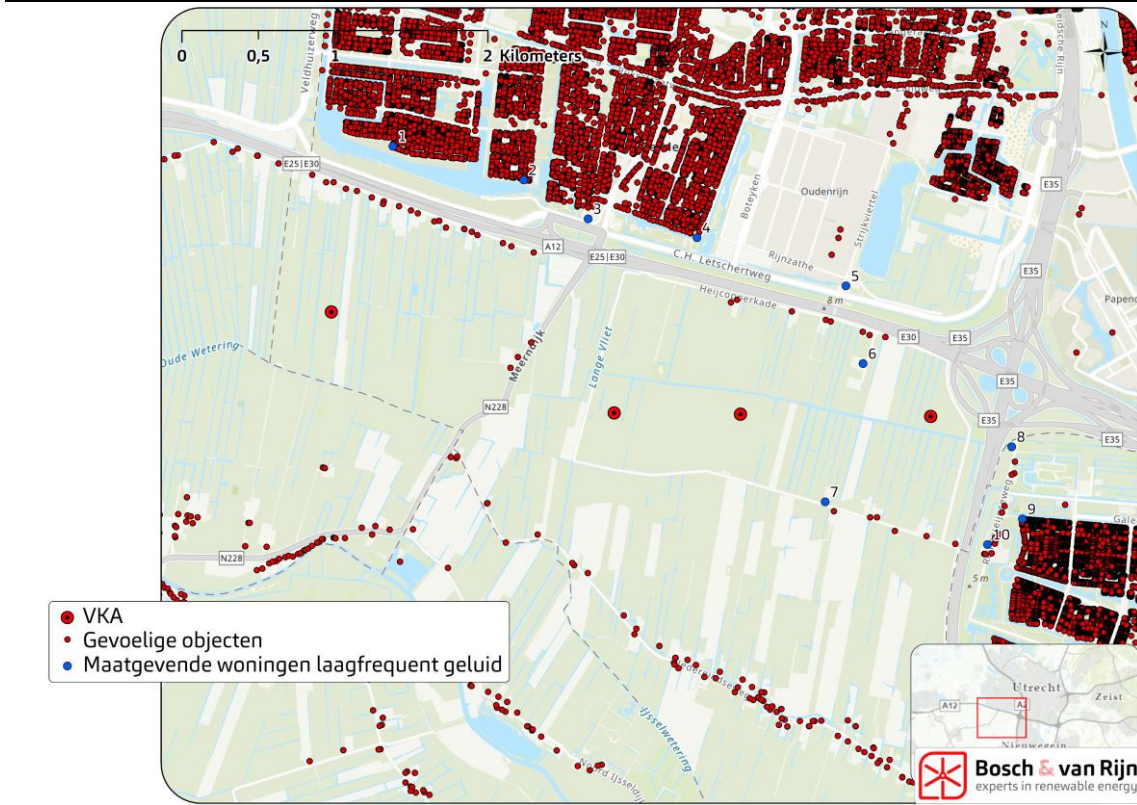 Veldhuizerweg
0 0,5 1 2 Kilometers
N
E25|E30
1
2
3
4
Boteyken
Oudenrijn
Strijkviertel
E35
A12
E25|E30
C.H. Letschertweg
Rijnzathe
5
Heijcopperkade
8 m
E35
E30
E35
6
Oude Wetering
Meerndijk
Lange Vliet
E35
N228
E35
8
E35
7
9
10
N228
5 m
VKA
Gevoelige objecten
Maatgevende woningen laagfrequent geluid
IJsselwetering
Noord IJsseldijk
Utrecht
A12
A2
Zeist
Nieuwegein
Bosch & van Rijn
experts in renewable energy